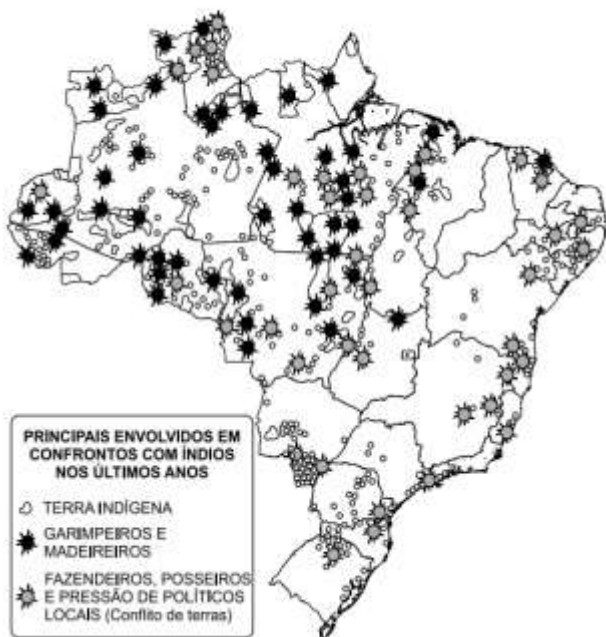 PRINCIPAIS ENVOLVIDOS EM
CONFRONTOS COM ÍNDIOS
NOS ÚLTIMOS ANOS
TERRA INDÍGENA
GARIMPEIROS E
MADEIREIROS
FAZENDEIROS, POSSEIROS
E PRESSÃO DE POLÍTICOS
LOCAIS (Conflito de terras)